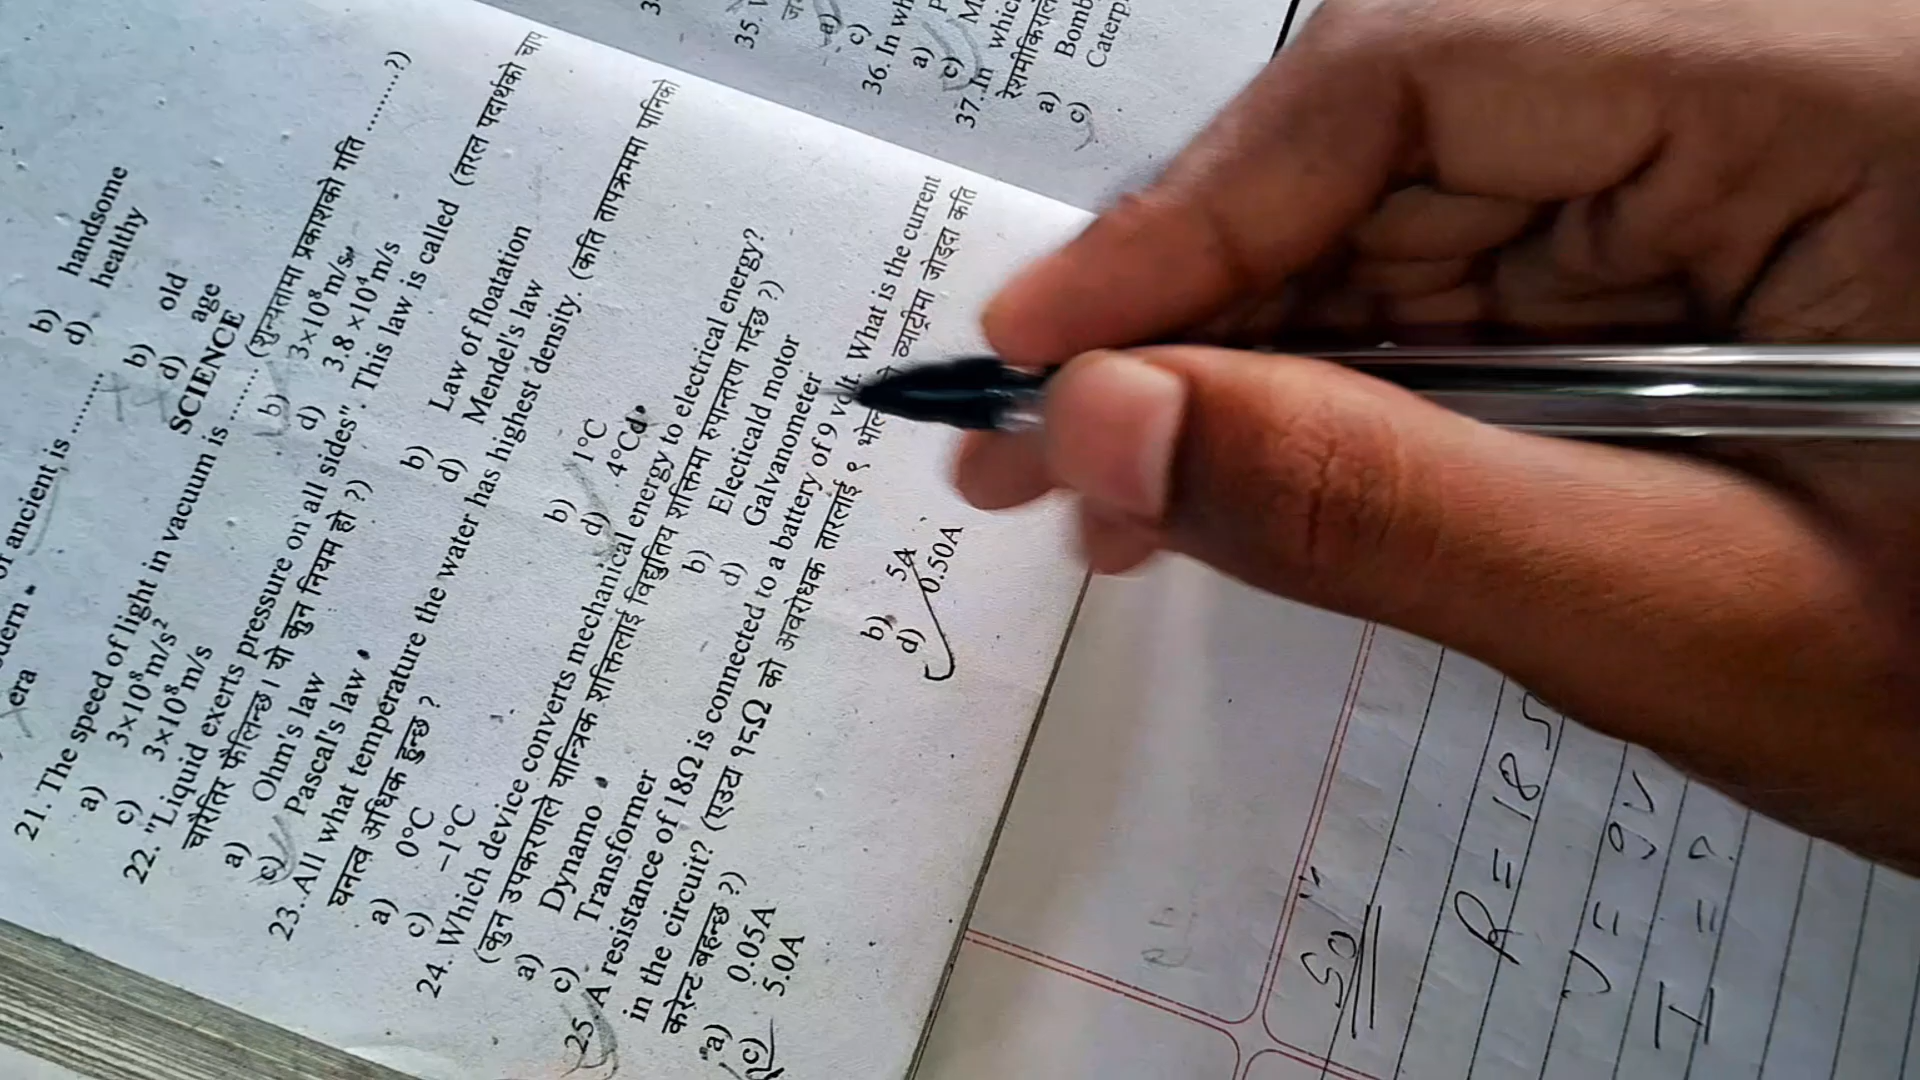 of ancient is ..........
b) handsome
d) healthy
era
b) old
d) age
SCIENCE
21. The speed of light in vacuum is .......... (शुन्यतामा प्रकाशको गति ..........?)
a) 3×10⁸m/s²
b) 3×10⁸m/s
c) 3×10⁸m/s
d) 3.8 ×10⁴m/s
22. "Liquid exerts pressure on all sides". This law is called (तरल पदार्थको चाप
चारैतिर फैलिन्छ। यो कुन नियम हो ?)
a) Ohm's law
b) Law of floatation
c) Pascal's law
d) Mendel's law
23. All what temperature the water has highest density. (कति तापक्रममा पानिको
घनत्व अधिक हुन्छ ?
a) 0°C
b) 1°C
c) –1°C
d) 4°Cd
24. Which device converts mechanical energy to electrical energy?
(कुन उपकरणले यान्त्रिक शक्तिलाई विद्युतिय शक्तिमा रुपान्तरण गर्दछ ?)
a) Dynamo
b) Electicald motor
c) Transformer
d) Galvanometer
25. A resistance of 18Ω is connected to a battery of 9 volt. What is the current
in the circuit? (एउटा १८Ω को अवरोधक तारलाई ९ व्याट्रीमा जोड्दा कति
करेन्ट बहन्छ ?)
a) 0.05A
b) 5A
c) 5.0A
d) 0.50A
35.
a)
c)
36. In wh
a)
c)
37. In whic
a) Bomb
c) Caterp
R = 18
V = 9V
I = ?